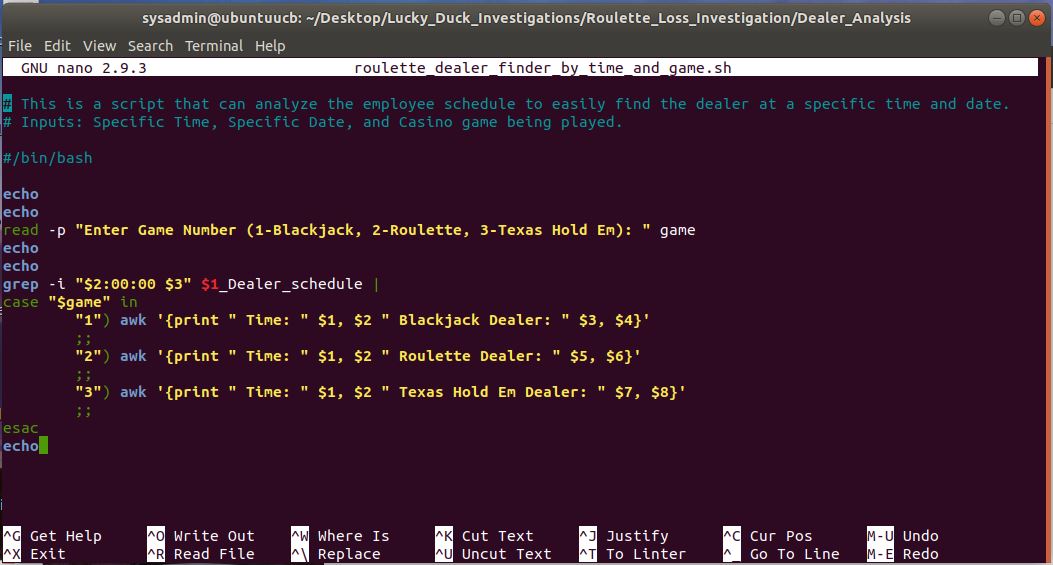 sysadmin@ubuntuucb: ~/Desktop/Lucky_Duck_Investigations/Roulette_Loss_Investigation/Dealer_Analysis
File Edit View Search Terminal Help
GNU nano 2.9.3 roulette_dealer_finder_by_time_and_game.sh
# This is a script that can analyze the employee schedule to easily find the dealer at a specific time and date.
# Inputs: Specific Time, Specific Date, and Casino game being played.
#/bin/bash
echo
echo
read -p "Enter Game Number (1-Blackjack, 2-Roulette, 3-Texas Hold Em): " game
echo
echo
grep -i "$2:00:00 $3" $1_Dealer_schedule |
case "$game" in
"1") awk '{print " Time: " $1, $2 " Blackjack Dealer: " $3, $4}'
;;
"2") awk '{print " Time: " $1, $2 " Roulette Dealer: " $5, $6}'
;;
"3") awk '{print " Time: " $1, $2 " Texas Hold Em Dealer: " $7, $8}'
;;
esac
echo
^G Get Help ^O Write Out ^W Where Is ^K Cut Text ^J Justify ^C Cur Pos M-U Undo
^X Exit ^R Read File ^\ Replace ^U Uncut Text ^T To Linter ^_ Go To Line M-E Redo